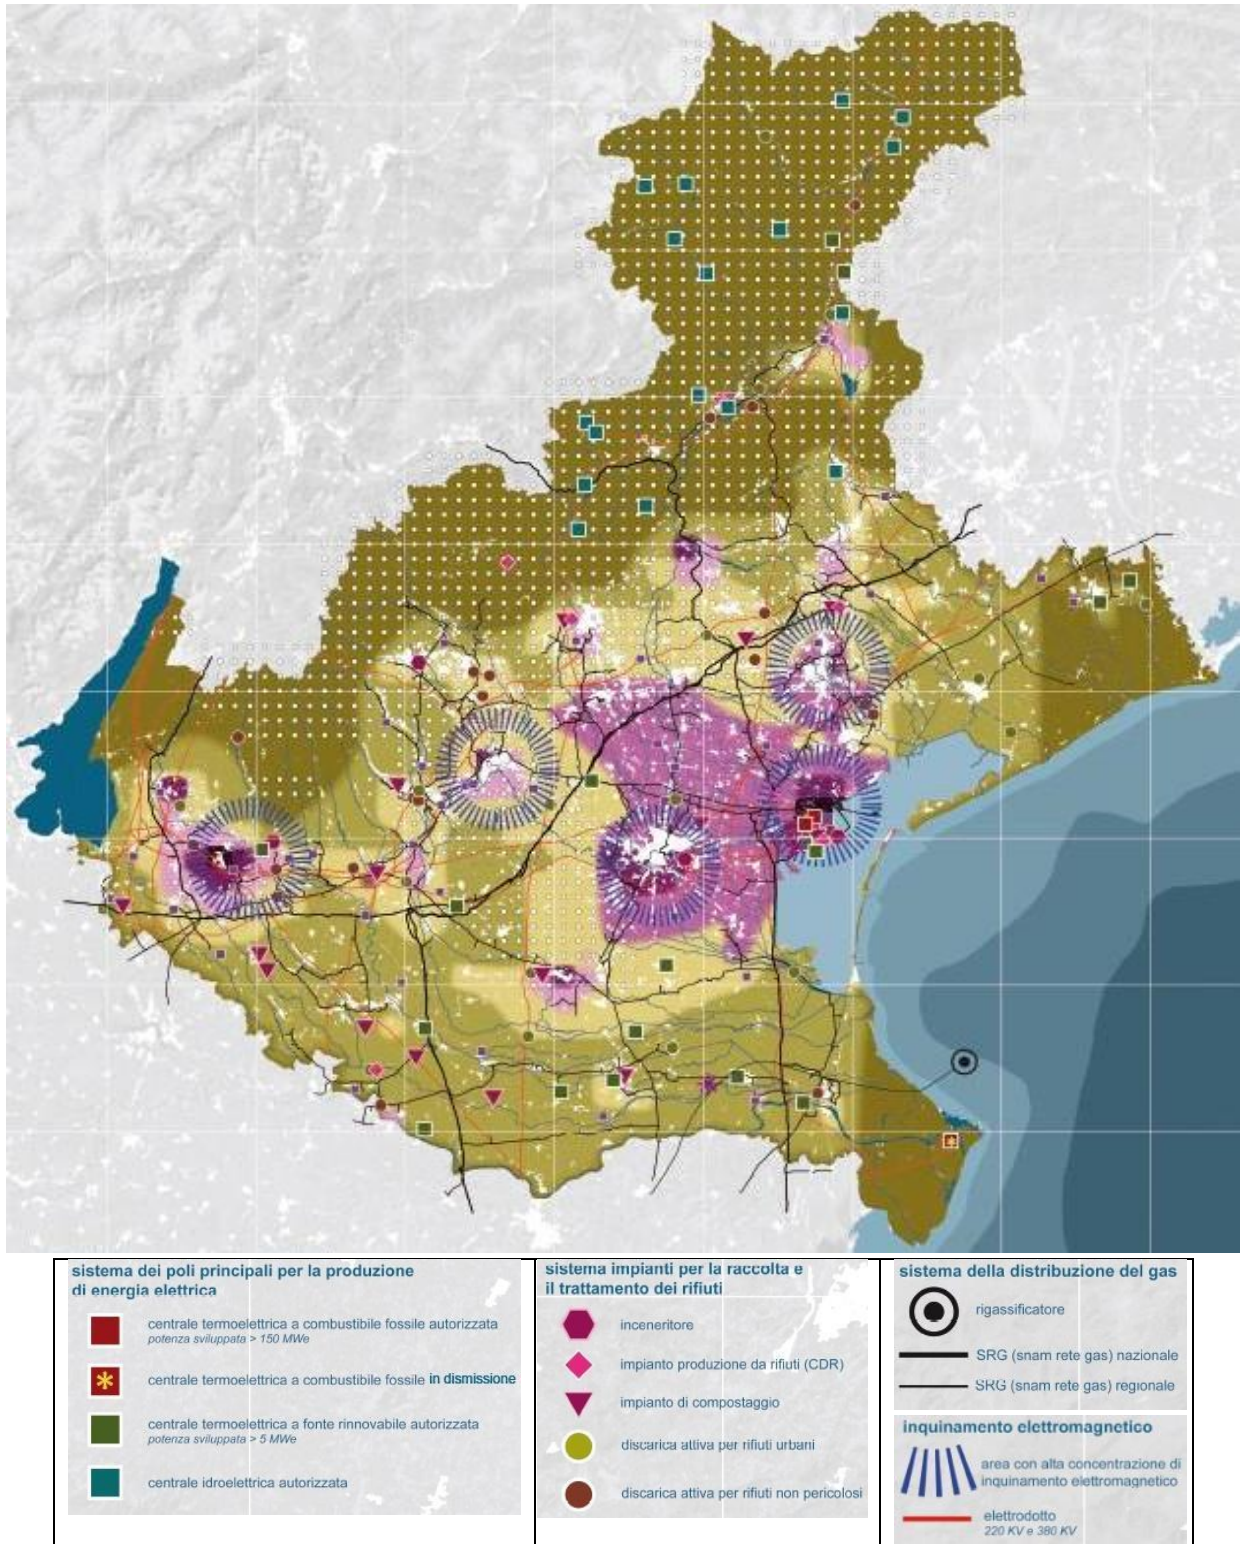 sistema dei poli principali per la produzione
di energia elettrica
centrale termoelettrica a combustibile fossile autorizzata
potenza sviluppata > 150 MWe
centrale termoelettrica a combustibile fossile in dismissione
centrale termoelettrica a fonte rinnovabile autorizzata
potenza sviluppata > 5 MWe
centrale idroelettrica autorizzata
sistema impianti per la raccolta e
il trattamento dei rifiuti
inceneritore
impianto produzione da rifiuti (CDR)
impianto di compostaggio
discarica attiva per rifiuti urbani
discarica attiva per rifiuti non pericolosi
sistema della distribuzione del gas
rigassificatore
SRG (snam rete gas) nazionale
SRG (snam rete gas) regionale
inquinamento elettromagnetico
area con alta concentrazione di
inquinamento elettromagnetico
elettrodotto
220 KV e 380 KV